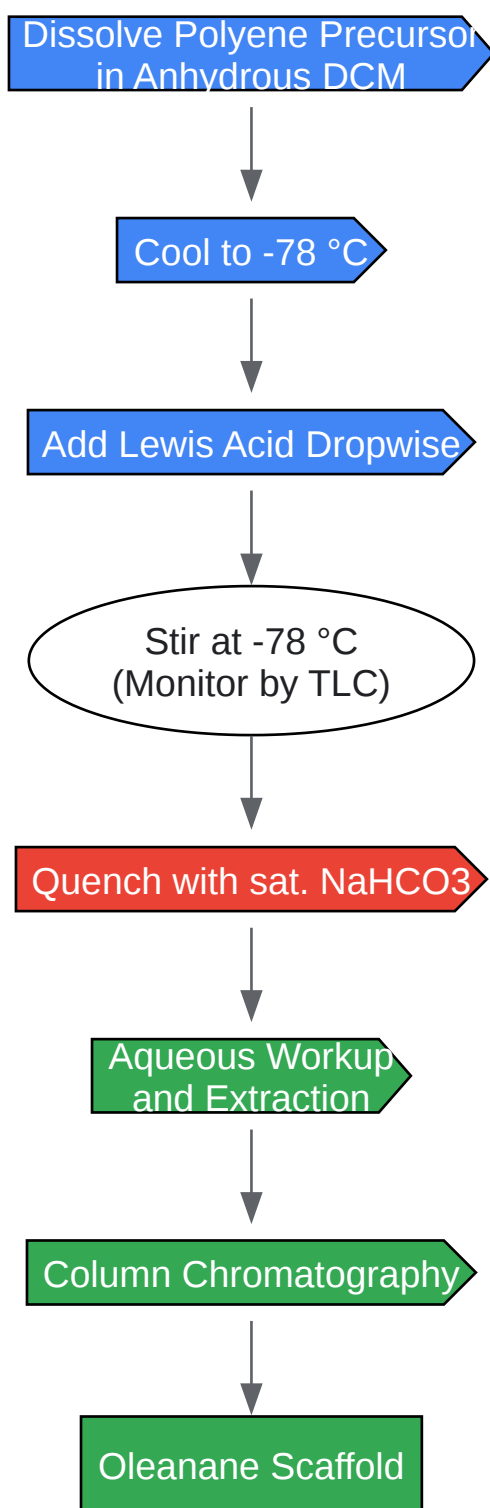 Dissolve Polyene Precursor
in Anhydrous DCM
Cool to -78 °C
Add Lewis Acid Dropwise
Stir at -78 °C
(Monitor by TLC)
Quench with sat. NaHCO3
Aqueous Workup
and Extraction
Column Chromatography
Oleanane Scaffold